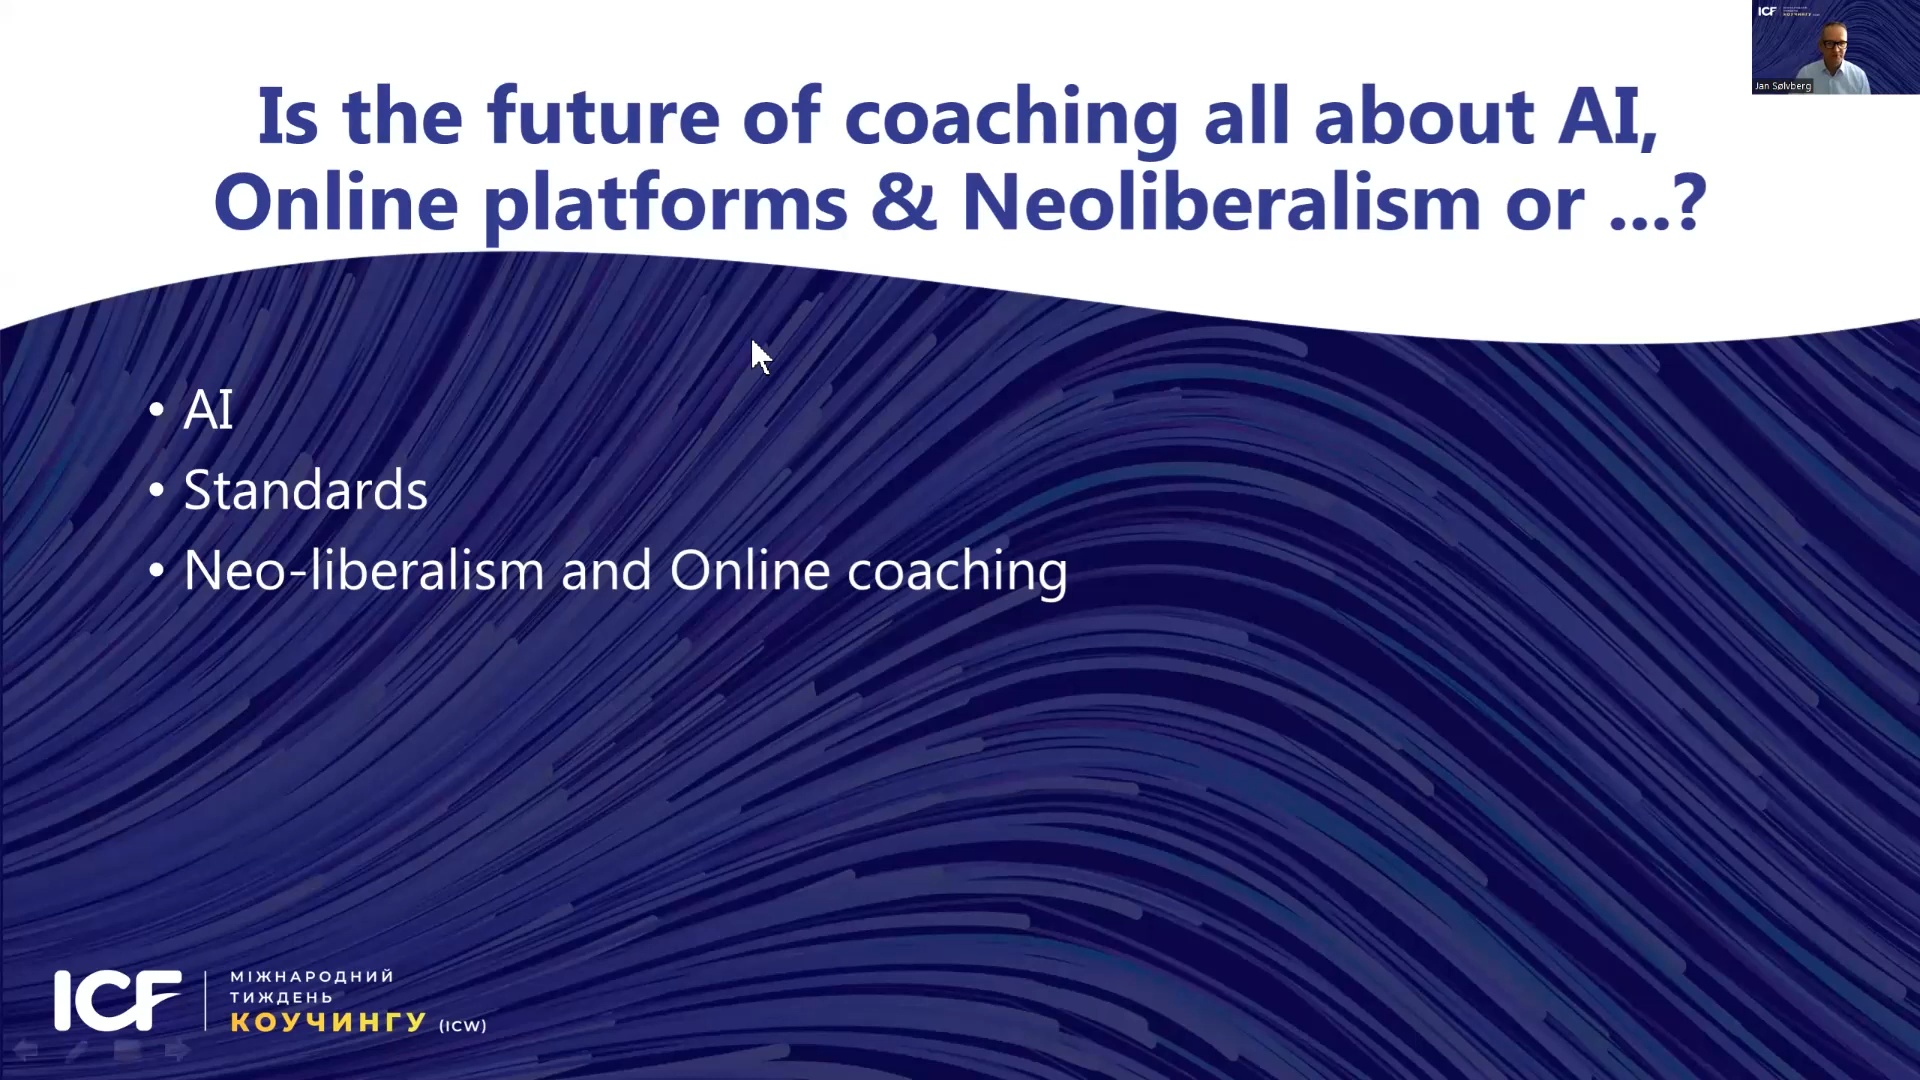 Is the future of coaching all about AI,
Online platforms & Neoliberalism or ...?
ICF
Jan Sølvberg
• AI
• Standards
• Neo-liberalism and Online coaching
ICF
МІЖНАРОДНИЙ
ТИЖДЕНЬ
КОУЧИНГУ (ICW)